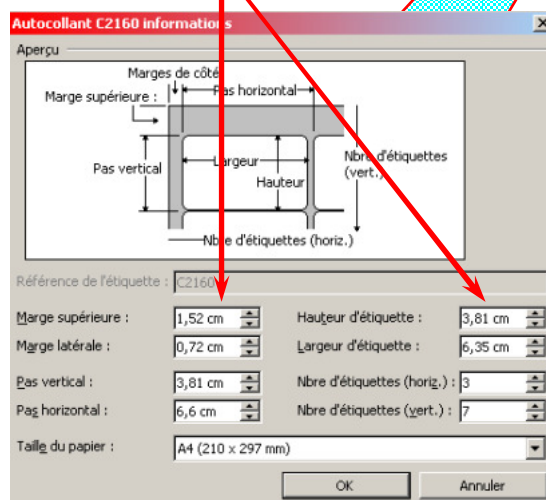 Autocollant C2160 informations
Aperçu
Marges de côté
Marge supérieure :
Pas horizontal
Pas vertical
Largeur
Hauteur
Nbre d'étiquettes
(vert.)
Nbre d'étiquettes (horiz.)
Référence de l'étiquette : C2160
Marge supérieure : 1,52 cm Hauteur d'étiquette : 3,81 cm
Marge latérale : 0,72 cm Largeur d'étiquette : 6,35 cm
Pas vertical : 3,81 cm Nbre d'étiquettes (horiz.) : 3
Pas horizontal : 6,6 cm Nbre d'étiquettes (vert.) : 7
Taille du papier : A4 (210 x 297 mm)
OK Annuler